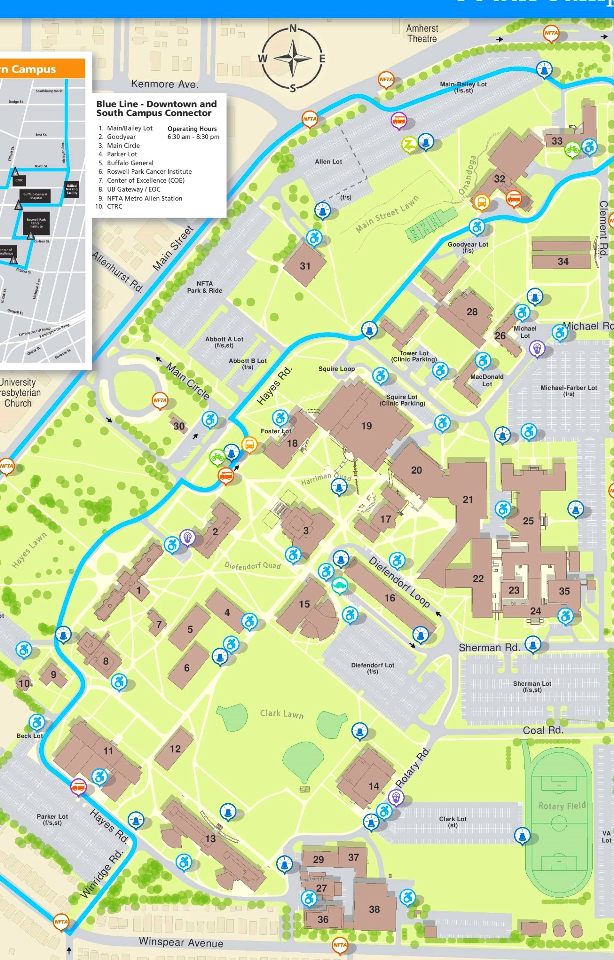 Amherst
Theatre
NFTA
N
W E
S
n Campus
Kenmore Ave.
NFTA
Main-Bailey Lot
(f/s,st)
Blue Line - Downtown and
South Campus Connector
1. Main/Bailey Lot
2. Goodyear
3. Main Circle
4. Parker Lot
5. Buffalo General
6. Roswell Park Cancer Institute
7. Center of Excellence (COE)
8. UB Gateway / EOC
9. NFTA Metro Allen Station
10. CTRC
Operating Hours
6:30 am - 8:30 pm
NFTA
Allen Lot
(f/s)
Onondaga
33
32
Main Street Lawn
Goodyear Lot
(f/s)
Clement Rd.
34
Main Street
Allenhurst Rd.
31
NFTA
Park & Ride
28
26
Michael
Lot
Michael Rd
Abbott A Lot
(f/s,st)
Abbott B Lot
(f/s)
Tower Lot
(Clinic Parking)
Squire Loop
MacDonald
Lot
Michael-Farber Lot
(f/s)
Main Circle
Hayes Rd.
Squire Lot
(Clinic Parking)
University
resbyterian
Church
NFTA
30
Foster Lot
18
19
20
NFTA
Harriman Quad
21
25
17
Hayes Lawn
2
3
Diefendorf Quad
Diefendorf Loop
22
23
24
35
1
7
5
4
6
15
16
Sherman Rd.
8
9
10
Diefendorf Lot
(f/s)
Sherman Lot
(f/s,st)
Clark Lawn
Coal Rd.
Beck Lot
11
12
14
Rotary Rd.
Rotary Field
Parker Lot
(f/s,st)
Hayes Rd.
13
Clark Lot
(st)
VA
Lot
Winridge Rd.
29
37
27
36
38
NFTA
Winspear Avenue
NFTA